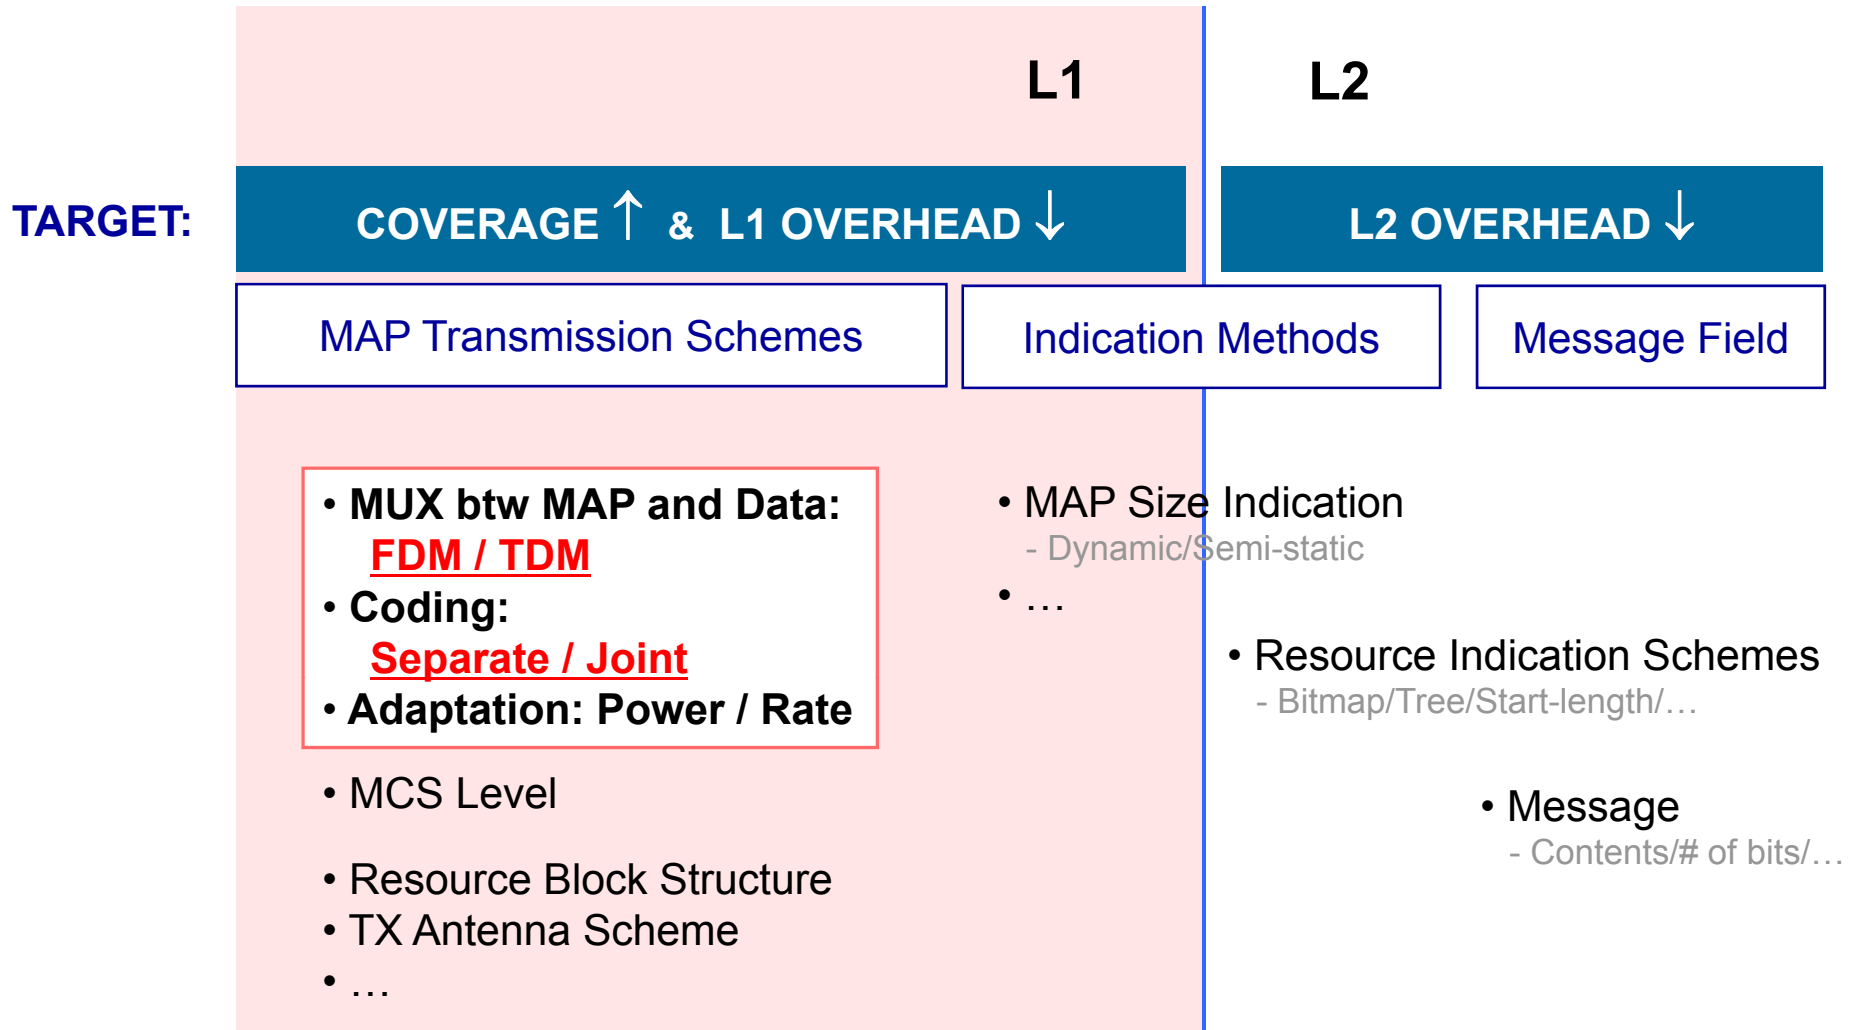 L1
L2
TARGET:
COVERAGE ↑ & L1 OVERHEAD ↓
L2 OVERHEAD ↓
MAP Transmission Schemes
Indication Methods
Message Field
• MUX btw MAP and Data:
FDM / TDM
• Coding:
Separate / Joint
• Adaptation: Power / Rate
• MCS Level
• Resource Block Structure
• TX Antenna Scheme
• …
• MAP Size Indication
- Dynamic/Semi-static
• …
• Resource Indication Schemes
- Bitmap/Tree/Start-length/…
• Message
- Contents/# of bits/…